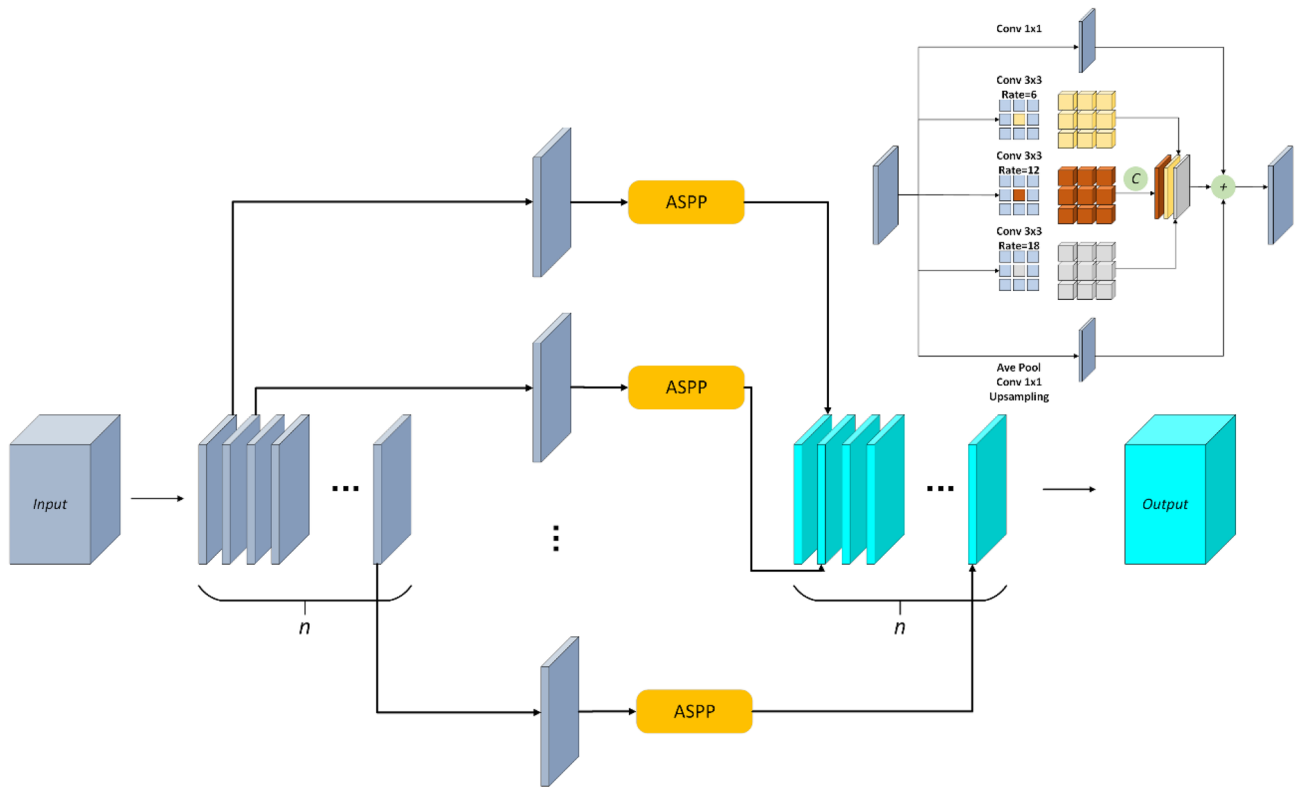 Conv 1x1
Conv 3x3
Rate=6
Conv 3x3
Rate=12
C
+
Conv 3x3
Rate=18
Ave Pool
Conv 1x1
Upsampling
ASPP
ASPP
Input
...
...
Output
⋮
n
n
ASPP